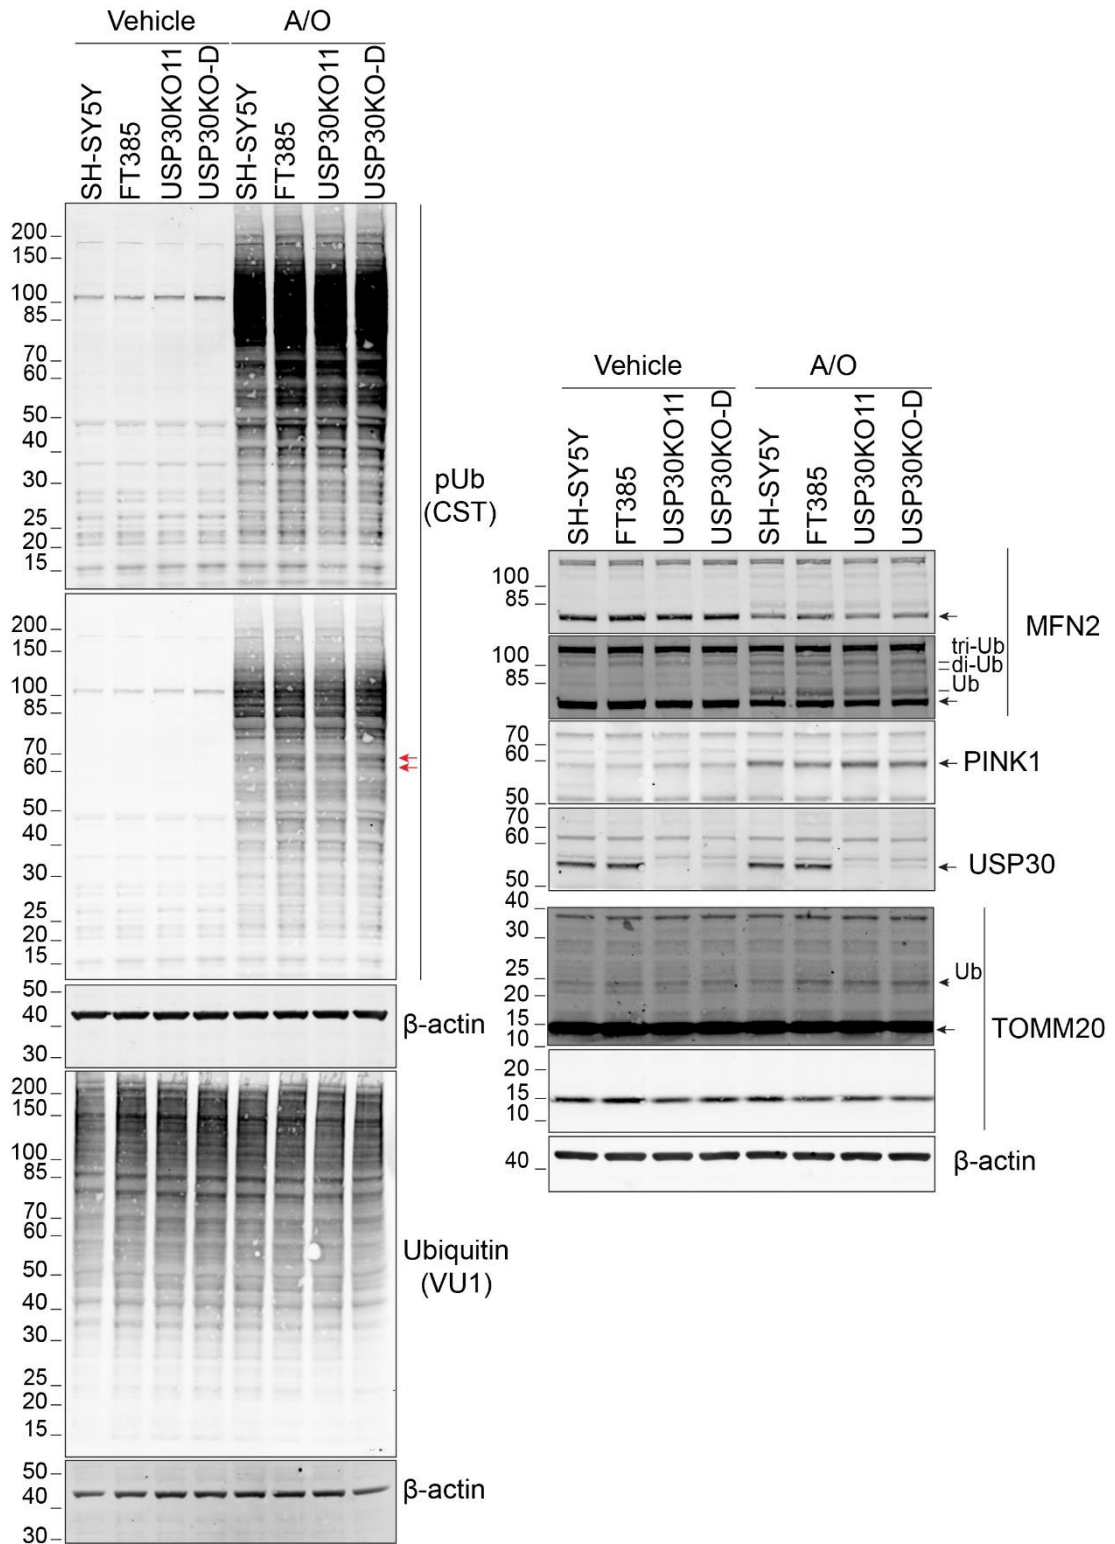 Vehicle A/O
SH-SY5Y
FT385
USP30KO11
USP30KO-D
SH-SY5Y
FT385
USP30KO11
USP30KO-D
200
150
100
85
70
60
50
40
30
25
20
15
pUb
(CST)
200
150
100
85
70
60
50
40
30
25
20
15
50
40
30
β-actin
200
150
100
85
70
60
50
40
30
25
20
15
Ubiquitin
(VU1)
50
40
30
β-actin
Vehicle A/O
SH-SY5Y
FT385
USP30KO11
USP30KO-D
SH-SY5Y
FT385
USP30KO11
USP30KO-D
100
85
MFN2
100
85
tri-Ub
di-Ub
Ub
70
60
50
PINK1
70
60
50
USP30
40
30
25
20
15
10
Ub
TOMM20
20
15
10
40
β-actin